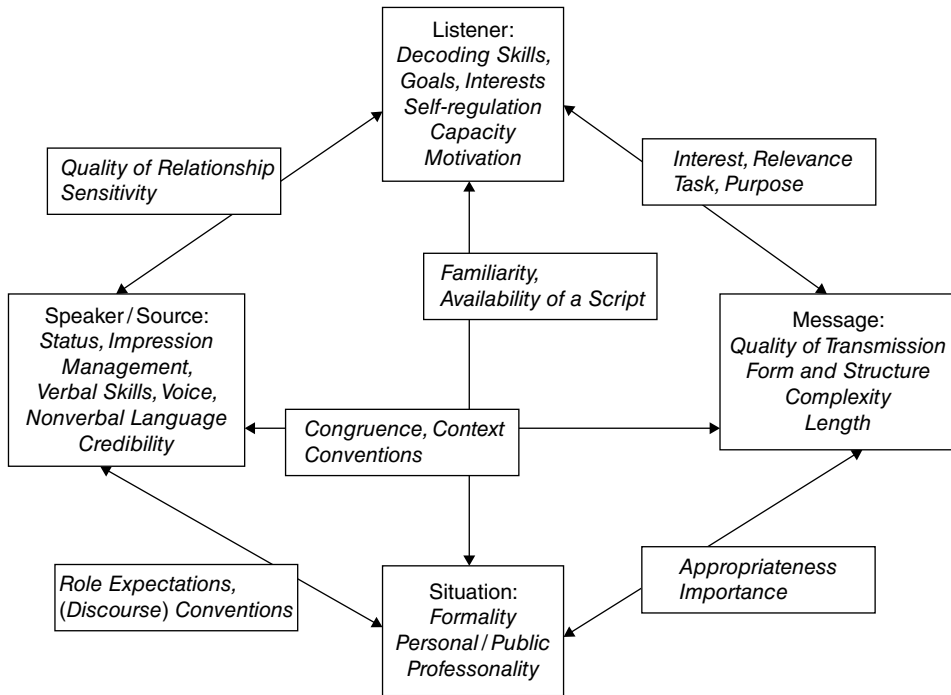 Listener:
Decoding Skills,
Goals, Interests
Self-regulation
Capacity
Motivation
Quality of Relationship
Sensitivity
Interest, Relevance
Task, Purpose
Familiarity,
Availability of a Script
Speaker / Source:
Status, Impression
Management,
Verbal Skills, Voice,
Nonverbal Language
Credibility
Message:
Quality of Transmission
Form and Structure
Complexity
Length
Congruence, Context
Conventions
Role Expectations,
(Discourse) Conventions
Situation:
Formality
Personal / Public
Professonality
Appropriateness
Importance